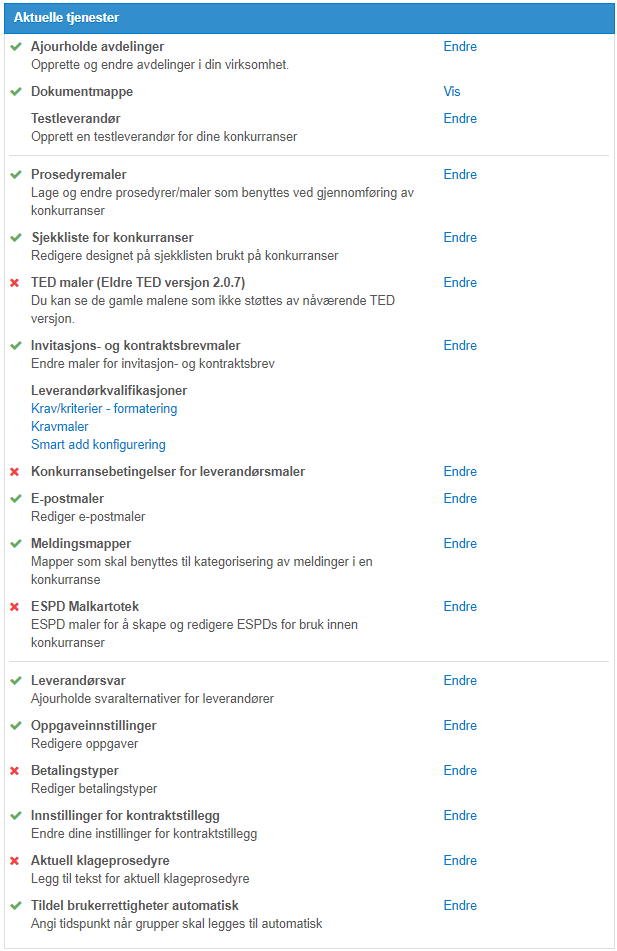 Aktuelle tjenester
Ajourholde avdelinger Endre
Opprette og endre avdelinger i din virksomhet.
Dokumentmappe Vis
Testleverandør Endre
Opprett en testleverandør for dine konkurranser
Prosedyremaler Endre
Lage og endre prosedyrer/maler som benyttes ved gjennomføring av
konkurranser
Sjekkliste for konkurranser Endre
Redigere designet på sjekklisten brukt på konkurranser
TED maler (Eldre TED versjon 2.0.7) Endre
Du kan se de gamle malene som ikke støttes av nåværende TED
versjon.
Invitasjons- og kontraktsbrevmaler Endre
Endre maler for invitasjon- og kontraktsbrev
Leverandørkvalifikasjoner
Krav/kriterier - formatering
Kravmaler
Smart add konfigurering
Konkurransebetingelser for leverandørsmaler Endre
E-postmaler Endre
Rediger e-postmaler
Meldingsmapper Endre
Mapper som skal benyttes til kategorisering av meldinger i en
konkurranse
ESPD Malkartotek Endre
ESPD maler for å skape og redigere ESPDs for bruk innen
konkurranser
Leverandørsvar Endre
Ajourholde svaralternativer for leverandører
Oppgaveinnstillinger Endre
Redigere oppgaver
Betalingstyper Endre
Rediger betalingstyper
Innstillinger for kontraktstillegg Endre
Endre dine instillinger for kontraktstillegg
Aktuell klageprosedyre Endre
Legg til tekst for aktuell klageprosedyre
Tildel brukerrettigheter automatisk Endre
Angi tidspunkt når grupper skal legges til automatisk